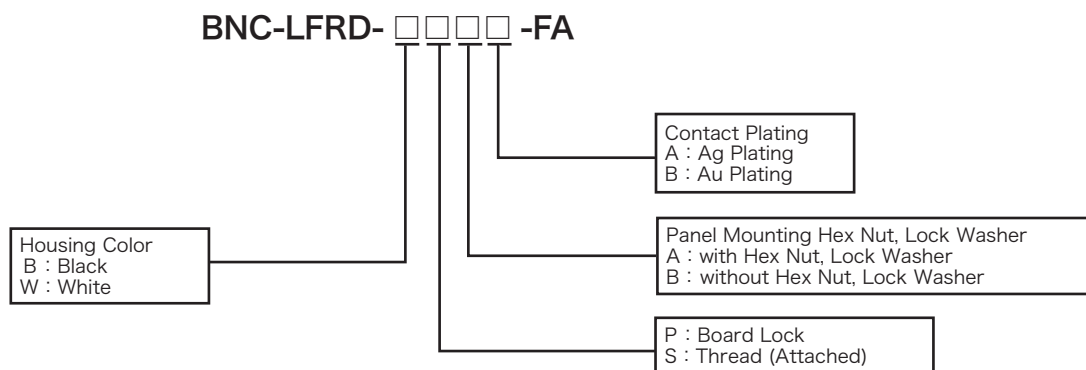 BNC-LFRD- □□□□ -FA
Contact Plating
A : Ag Plating
B : Au Plating
Housing Color
B : Black
W : White
Panel Mounting Hex Nut, Lock Washer
A : with Hex Nut, Lock Washer
B : without Hex Nut, Lock Washer
P : Board Lock
S : Thread (Attached)